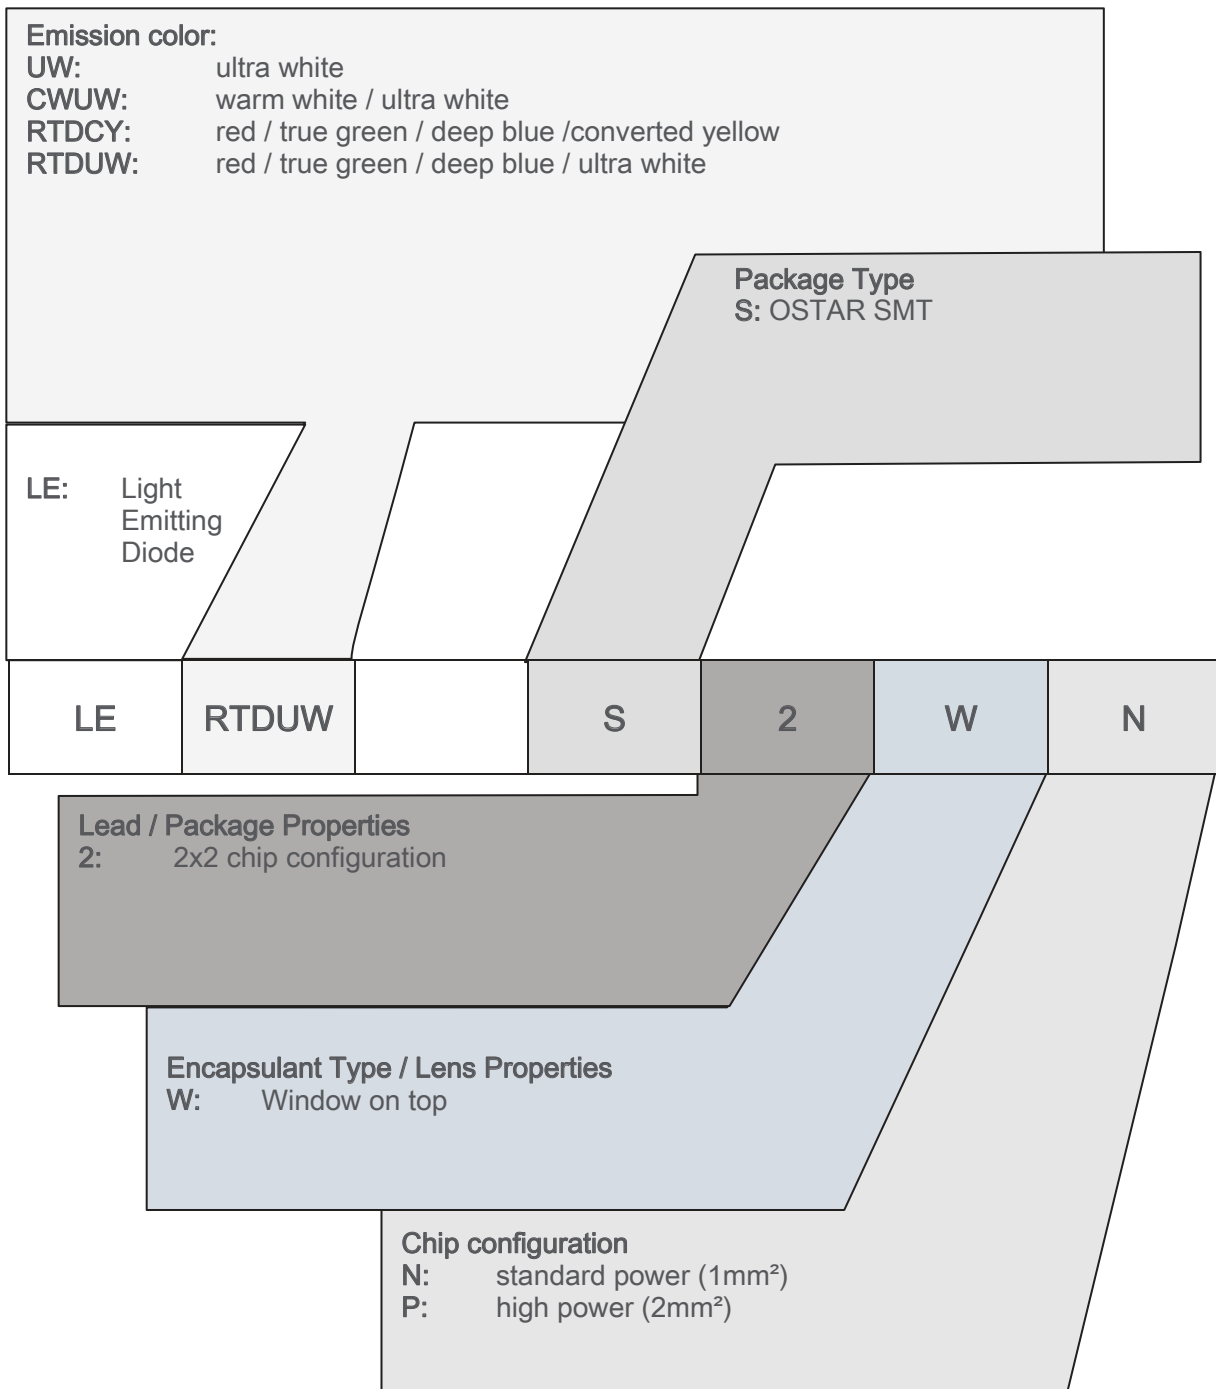 Emission color:
UW: ultra white
CWUW: warm white / ultra white
RTDCY: red / true green / deep blue /converted yellow
RTDUW: red / true green / deep blue / ultra white
Package Type
S: OSTAR SMT
LE: Light
Emitting
Diode
LE RTDUW S 2 W N
Lead / Package Properties
2: 2x2 chip configuration
Encapsulant Type / Lens Properties
W: Window on top
Chip configuration
N: standard power (1mm²)
P: high power (2mm²)